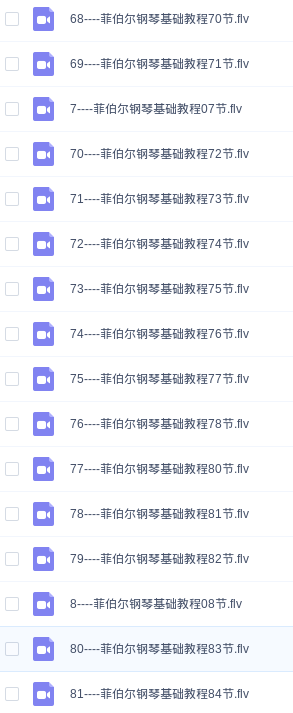 68----菲伯尔钢琴基础教程70节.flv
69----菲伯尔钢琴基础教程71节.flv
7----菲伯尔钢琴基础教程07节.flv
70----菲伯尔钢琴基础教程72节.flv
71----菲伯尔钢琴基础教程73节.flv
72----菲伯尔钢琴基础教程74节.flv
73----菲伯尔钢琴基础教程75节.flv
74----菲伯尔钢琴基础教程76节.flv
75----菲伯尔钢琴基础教程77节.flv
76----菲伯尔钢琴基础教程78节.flv
77----菲伯尔钢琴基础教程80节.flv
78----菲伯尔钢琴基础教程81节.flv
79----菲伯尔钢琴基础教程82节.flv
8----菲伯尔钢琴基础教程08节.flv
80----菲伯尔钢琴基础教程83节.flv
81----菲伯尔钢琴基础教程84节.flv